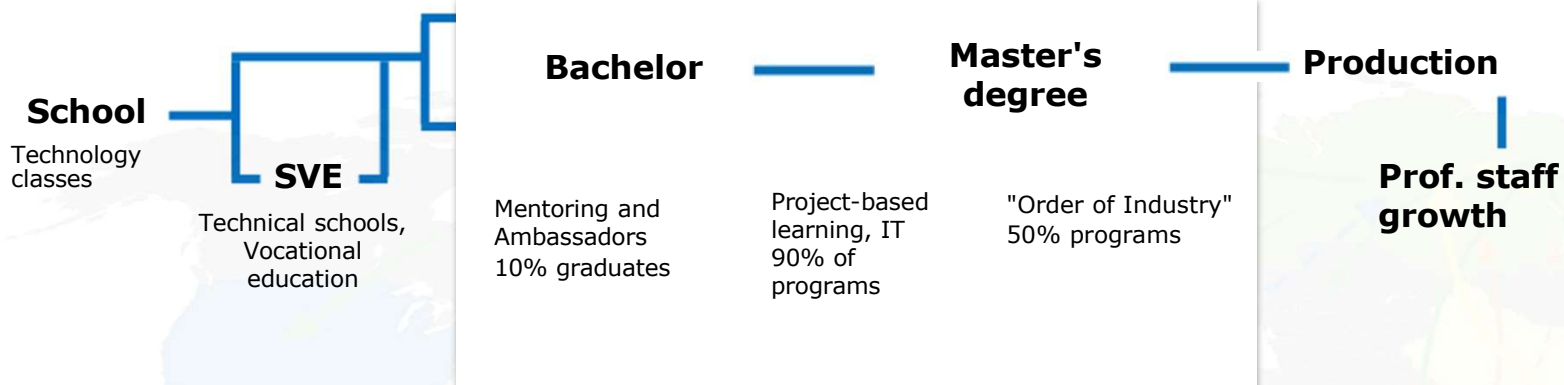 School
Technology
classes
SVE
Technical schools,
Vocational
education
Bachelor
Master's
degree
Production
Mentoring and
Ambassadors
10% graduates
Project-based
learning, IT
90% of
programs
"Order of Industry"
50% programs
Prof. staff
growth